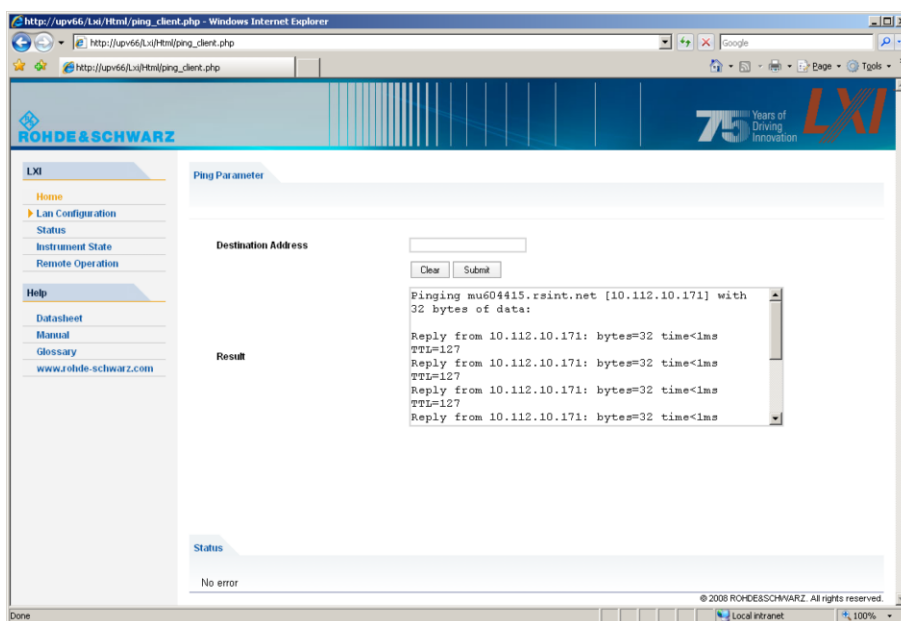 http://upv66/Lxi/Html/ping_client.php - Windows Internet Explorer
http://upv66/Lxi/Html/ping_client.php
Google
http://upv66/Lxi/Html/ping_client.php
Page
Tools
ROHDE&SCHWARZ
75 Years of
Driving
Innovation
LXI
LXI
Home
Lan Configuration
Status
Instrument State
Remote Operation
Help
Datasheet
Manual
Glossary
www.rohde-schwarz.com
Ping Parameter
Destination Address
Clear
Submit
Result
Pinging mu604415.rsint.net [10.112.10.171] with
32 bytes of data:
Reply from 10.112.10.171: bytes=32 time<1ms
TTL=127
Reply from 10.112.10.171: bytes=32 time<1ms
TTL=127
Reply from 10.112.10.171: bytes=32 time<1ms
TTL=127
Reply from 10.112.10.171: bytes=32 time<1ms
Status
No error
© 2008 ROHDE&SCHWARZ. All rights reserved.
Done
Local intranet
100%